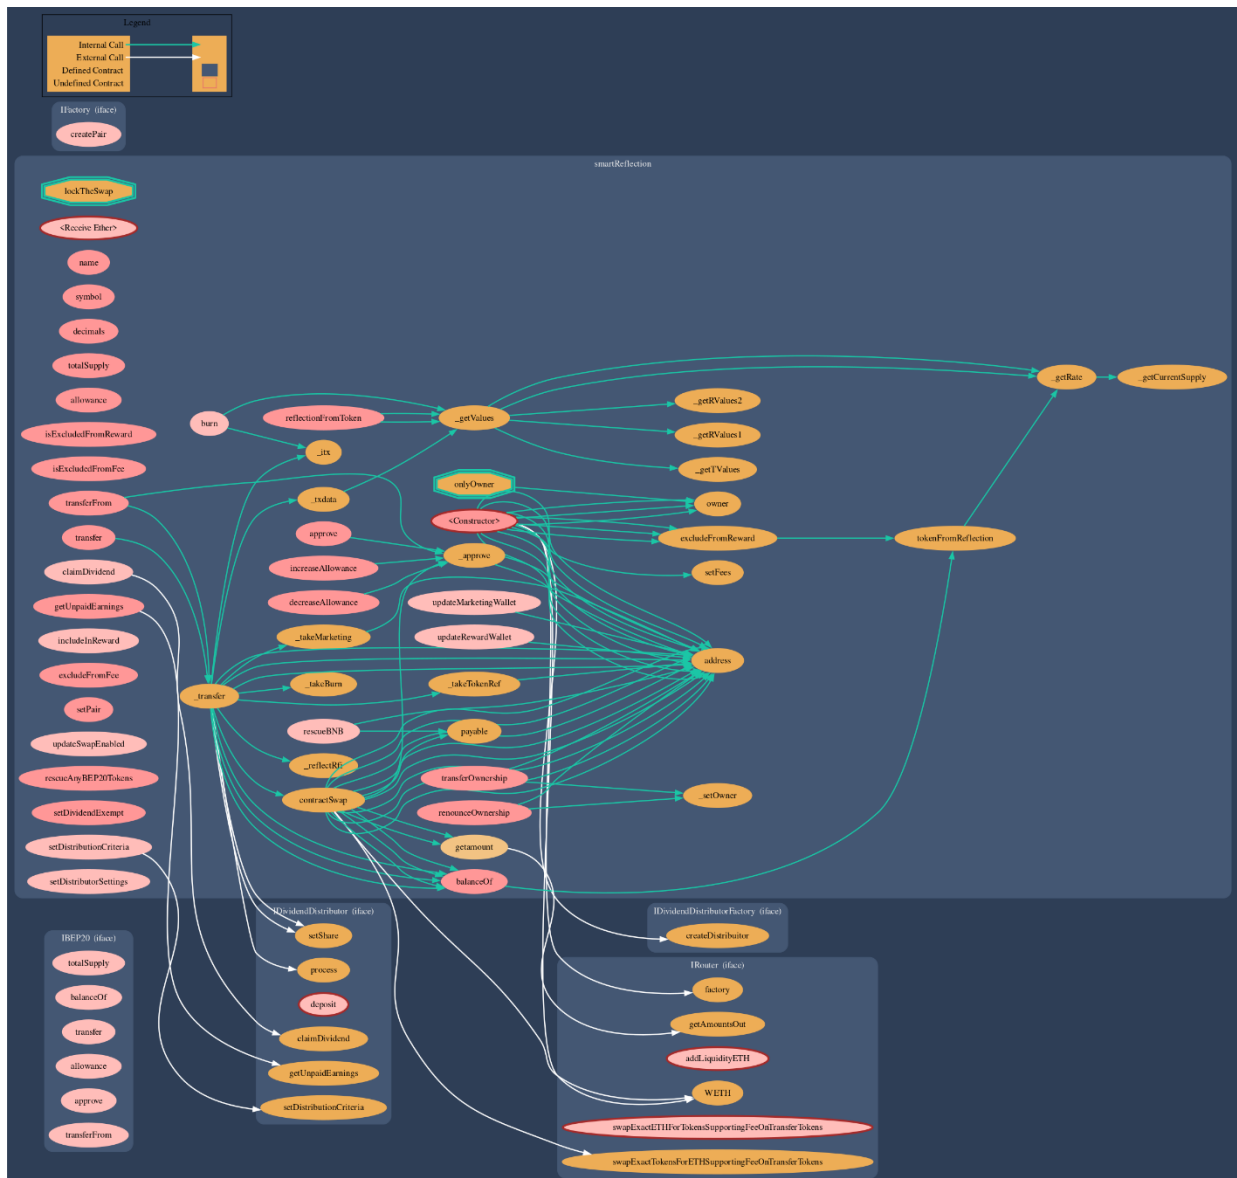 Legend
Internal Call
External Call
Defined Contract
Undefined Contract
IFactory (iface)
createPair
smartReflection
lockTheSwap
<Receive Ether>
name
symbol
decimals
totalSupply
allowance
isExcludedFromReward
isExcludedFromFee
transferFrom
transfer
claimDividend
getUnpaidEarnings
includeInReward
excludeFromFee
setPair
updateSwapEnabled
rescueAnyBEP20Tokens
setDividendExempt
setDistributionCriteria
setDistributorSettings
burn
_transfer
reflectionFromToken
_itx
_txdata
approve
increaseAllowance
decreaseAllowance
_takeMarketing
_takeBurn
rescueBNB
_reflectRfi
contractSwap
_getValues
onlyOwner
<Constructor>
_approve
updateMarketingWallet
updateRewardWallet
_takeTokenRef
payable
transferOwnership
renounceOwnership
getamount
balanceOf
_getRValues2
_getRValues1
_getTValues
owner
excludeFromReward
setFees
address
_setOwner
tokenFromReflection
_getRate
_getCurrentSupply
IBEP20 (iface)
totalSupply
balanceOf
transfer
allowance
approve
transferFrom
IDividendDistributor (iface)
setShare
process
deposit
claimDividend
getUnpaidEarnings
setDistributionCriteria
IDividendDistributorFactory (iface)
createDistribuitor
IRouter (iface)
factory
getAmountsOut
addLiquidityETH
WETH
swapExactETHForTokensSupportingFeeOnTransferTokens
swapExactTokensForETHSupportingFeeOnTransferTokens